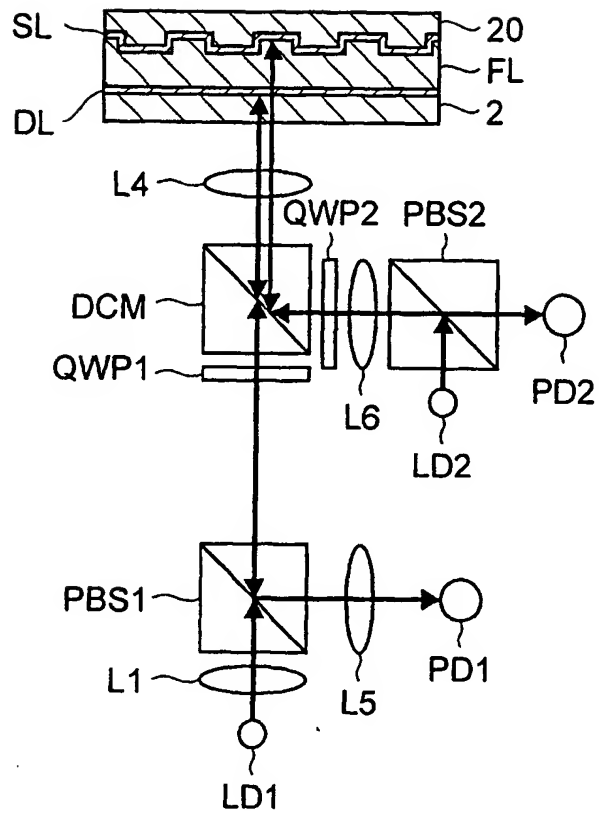 SL
20
FL
DL
2
L4
QWP2
PBS2
DCM
QWP1
L6
PD2
LD2
PBS1
L1
L5
PD1
LD1